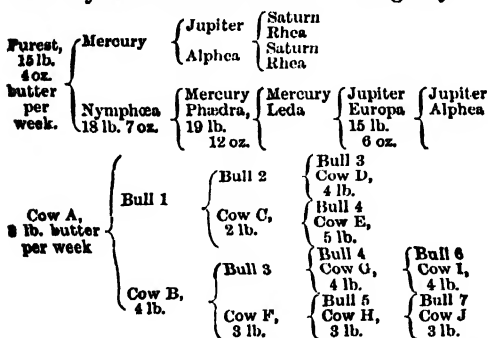 Saturn
Jupiter Rhea
Mercury
Alphea Saturn
Rhea
Purest,
15 lb.
4 oz.
butter
per
week.
Mercury Mercury Jupiter Jupiter
Nymphœa Phædra, Leda Europa Alphea
18 lb. 7 oz. 19 lb. 15 lb.
12 oz. 6 oz.
Bull 3
Bull 2 Cow D,
4 lb.
Bull 1
Bull 4
Cow C, Cow E,
2 lb. 5 lb.
Cow A,
lb. butter
per week
Bull 4 Bull 6
Bull 3 Cow G, Cow I,
4 lb. 4 lb.
Cow B,
4 lb.
Bull 5 Bull 7
Cow F, Cow H, Cow J
3 lb. 3 lb. 3 lb.